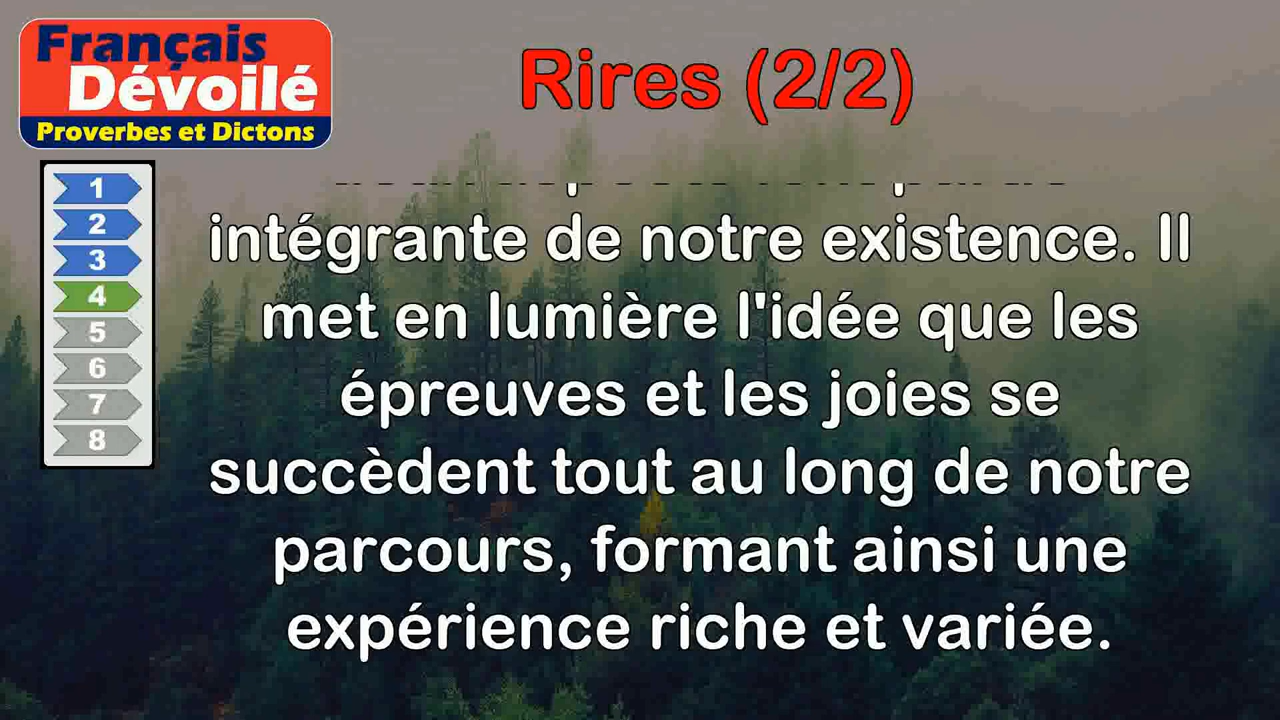 Français
Dévoilé
Proverbes et Dictons
Rires (2/2)
1
2
3
4
5
6
7
8
intégrante de notre existence. Il
met en lumière l'idée que les
épreuves et les joies se
succèdent tout au long de notre
parcours, formant ainsi une
expérience riche et variée.